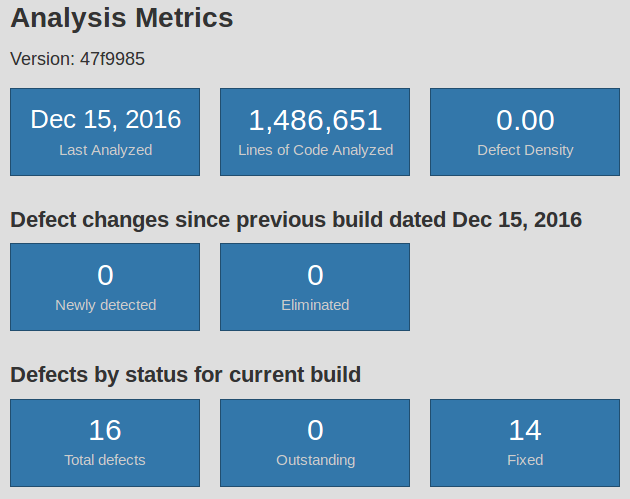 Analysis Metrics
Version: 47f9985
Dec 15, 2016
Last Analyzed
1,486,651
Lines of Code Analyzed
0.00
Defect Density
Defect changes since previous build dated Dec 15, 2016
0
Newly detected
0
Eliminated
Defects by status for current build
16
Total defects
0
Outstanding
14
Fixed